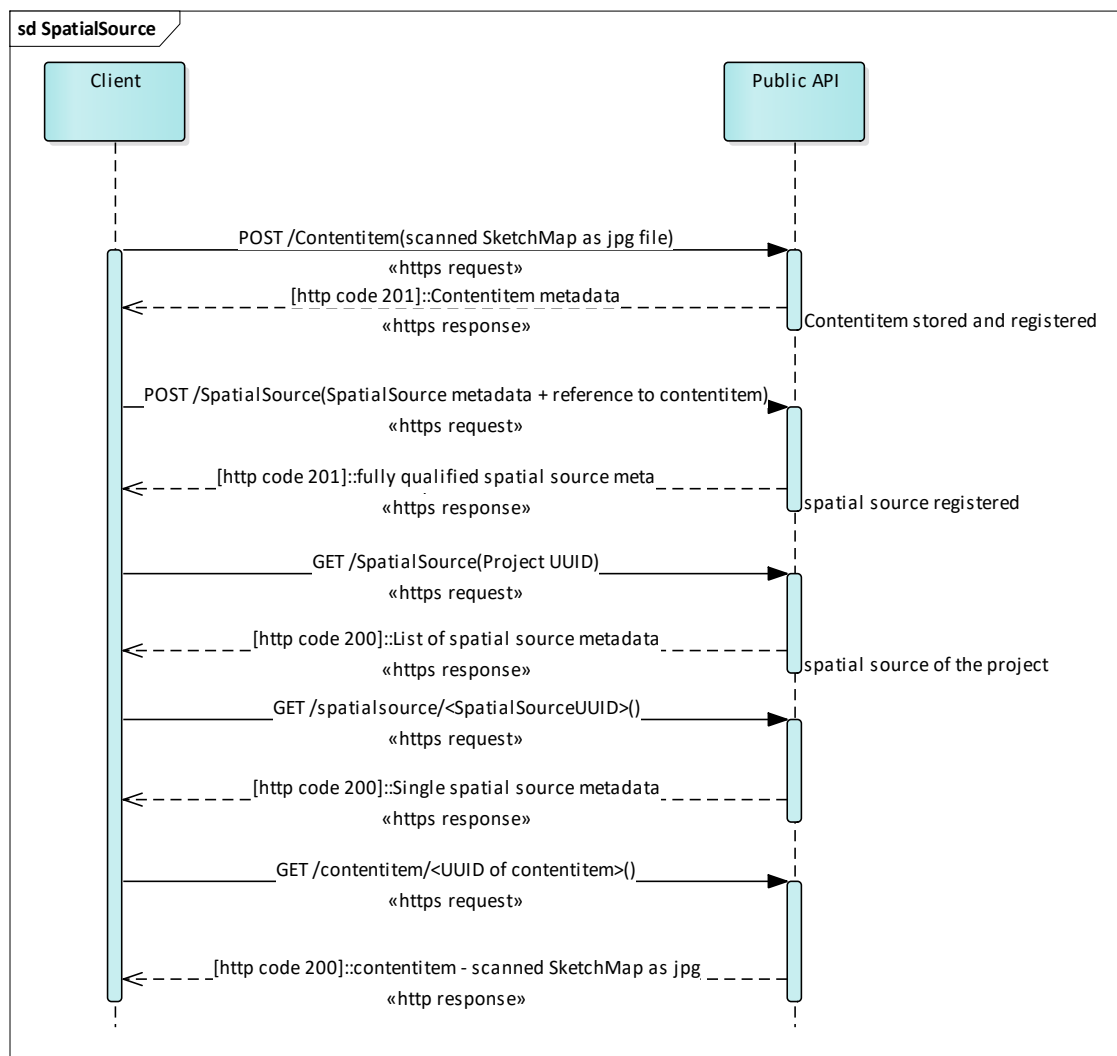 sd SpatialSource
Client
Public API
POST /Contentitem(scanned SketchMap as jpg file)
«https request»
[http code 201]::Contentitem metadata
«https response»
Contentitem stored and registered
POST /SpatialSource(SpatialSource metadata + reference to contentitem)
«https request»
[http code 201]::fully qualified spatial source meta
«https response»
spatial source registered
GET /SpatialSource(Project UUID)
«https request»
[http code 200]::List of spatial source metadata
«https response»
spatial source of the project
GET /spatialsource/<SpatialSourceUUID>()
«https request»
[http code 200]::Single spatial source metadata
«https response»
GET /contentitem/<UUID of contentitem>()
«https request»
[http code 200]::contentitem - scanned SketchMap as jpg
«http response»